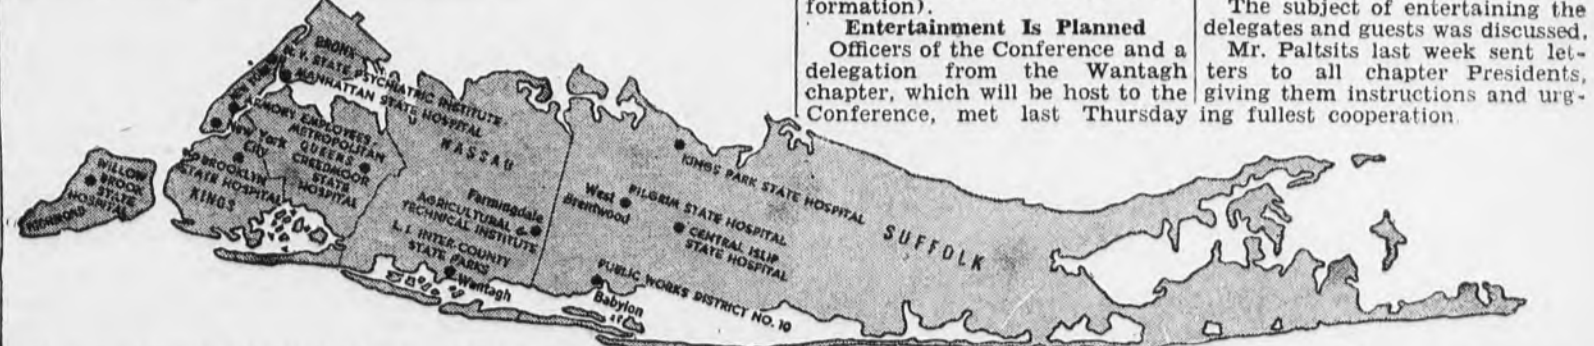 formation).
Entertainment Is Planned
Officers of the Conference and a
delegation from the Wantagh
chapter, which will be host to the
Conference, met last Thursday
The subject of entertaining the
delegates and guests was discussed.
Mr. Paltsits last week sent let-
ters to all chapter Presidents,
giving them instructions and urg-
ing fullest cooperation.
BRONX
N. Y. STATE PSYCHIATRIC INSTITUTE
MANHATTAN STATE HOSPITAL
NEW YORK
ARMORY EMPLOYEES,
METROPOLITAN
New York
City
QUEENS
CREEDMOOR
STATE
HOSPITAL
BROOKLYN
STATE HOSPITAL
KINGS
WILLOW
BROOK
STATE
HOSPITAL
RICHMOND
NASSAU
Farmingdale
AGRICULTURAL &
TECHNICAL INSTITUTE
L. I. INTER-COUNTY
STATE PARKS
Wantagh
KINGS PARK STATE HOSPITAL
West
Brentwood
PILGRIM STATE HOSPITAL
CENTRAL ISLIP
STATE HOSPITAL
SUFFOLK
PUBLIC WORKS DISTRICT NO. 10
Babylon